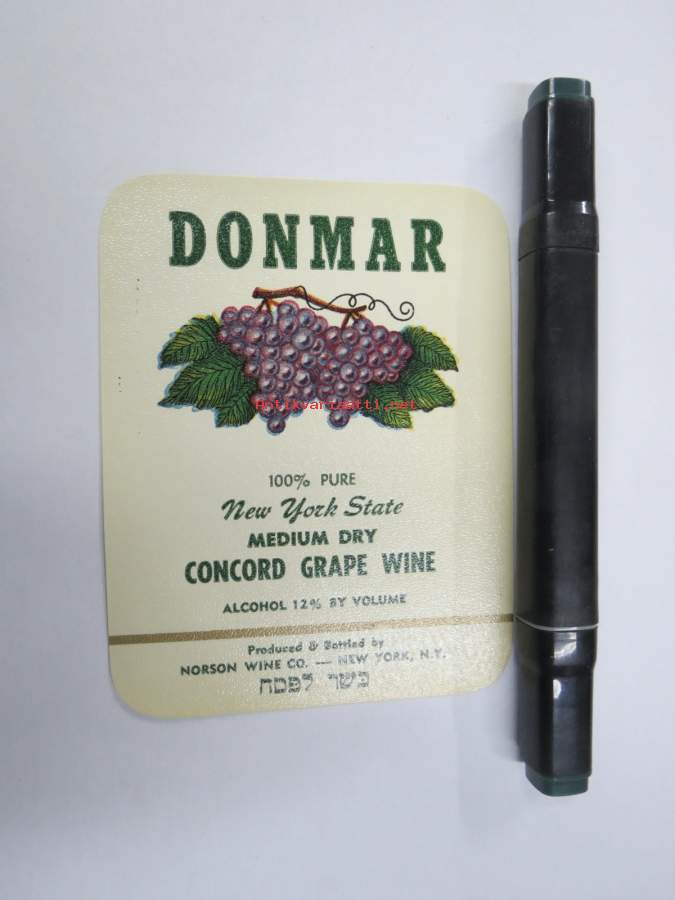 DONMAR
Antikvariaatti.net
100% PURE
New York State
MEDIUM DRY
CONCORD GRAPE WINE
ALCOHOL 12% BY VOLUME
Produced & Bottled by
NORSON WINE CO. — NEW YORK, N.Y.
כשר לפסח